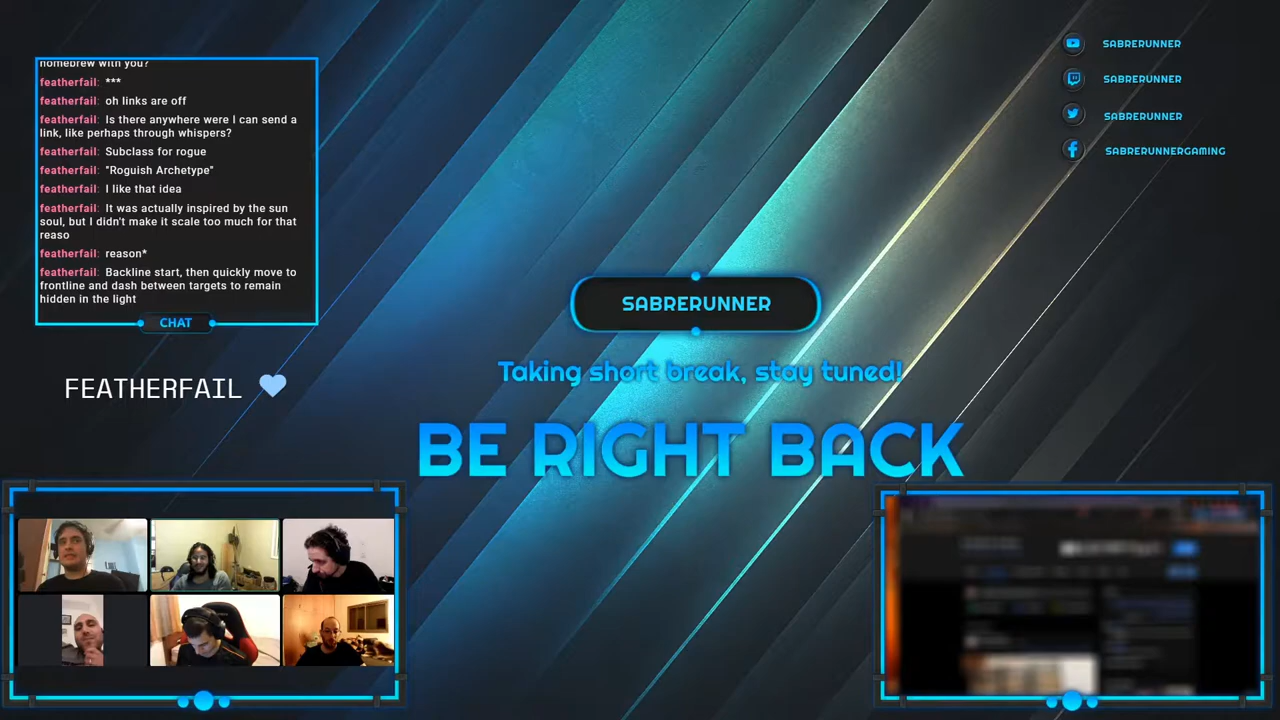 homebrew with you?
featherfail: ***
featherfail: oh links are off
featherfail: Is there anywhere were I can send a
link, like perhaps through whispers?
featherfail: Subclass for rogue
featherfail: "Roguish Archetype"
featherfail: I like that idea
featherfail: It was actually inspired by the sun
soul, but I didn't make it scale too much for that
reaso
featherfail: reason*
featherfail: Backline start, then quickly move to
frontline and dash between targets to remain
hidden in the light
CHAT
FEATHERFAIL
SABRERUNNER
SABRERUNNER
SABRERUNNER
SABRERUNNERGAMING
SABRERUNNER
Taking short break, stay tuned!
BE RIGHT BACK